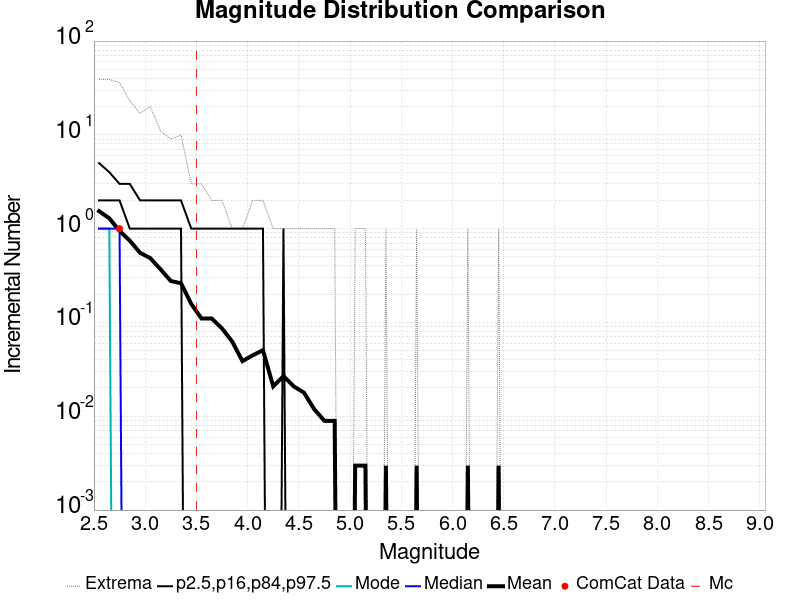 Magnitude Distribution Comparison
10^2
10^1
10^0
10^-1
10^-2
10^-3
Incremental Number
2.5 3.0 3.5 4.0 4.5 5.0 5.5 6.0 6.5 7.0 7.5 8.0 8.5 9.0
Magnitude
Extrema p2.5,p16,p84,p97.5 Mode Median Mean ComCat Data Mc